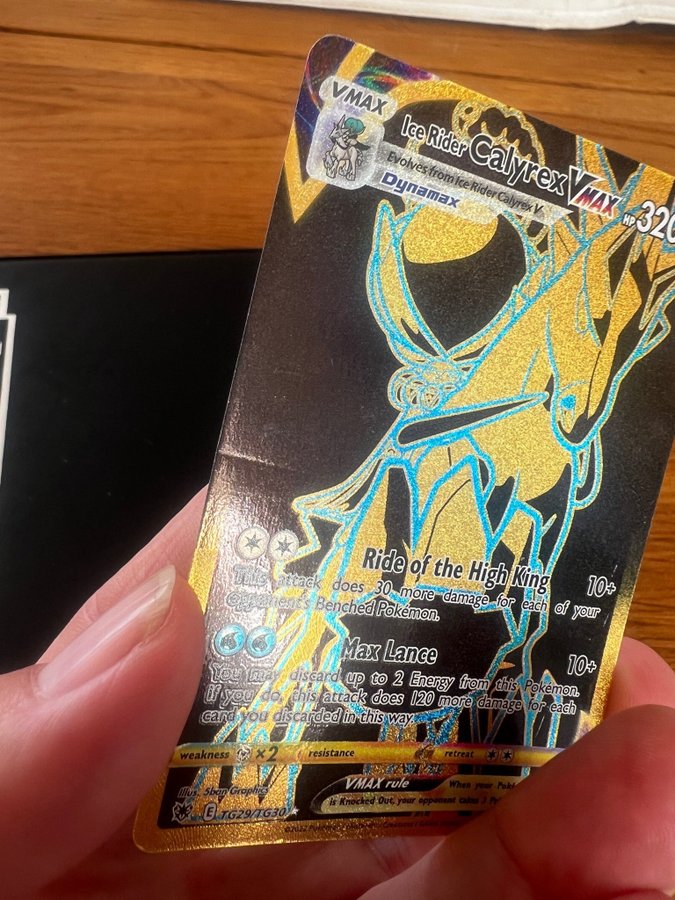 VMAX
Ice Rider Calyrex VMAX HP 320
Evolves from Ice Rider Calyrex V
Dynamax
Ride of the High King 10+
This attack does 30 more damage for each of your
opponent's Benched Pokémon.
Max Lance 10+
You may discard up to 2 Energy from this Pokémon.
If you do, this attack does 120 more damage for each
card you discarded in this way.
weakness ×2 resistance retreat
Illus. 5ban Graphics
VMAX rule When your Poké
is Knocked Out, your opponent takes 3 P
E TG29/TG30
©2022 Pokémon